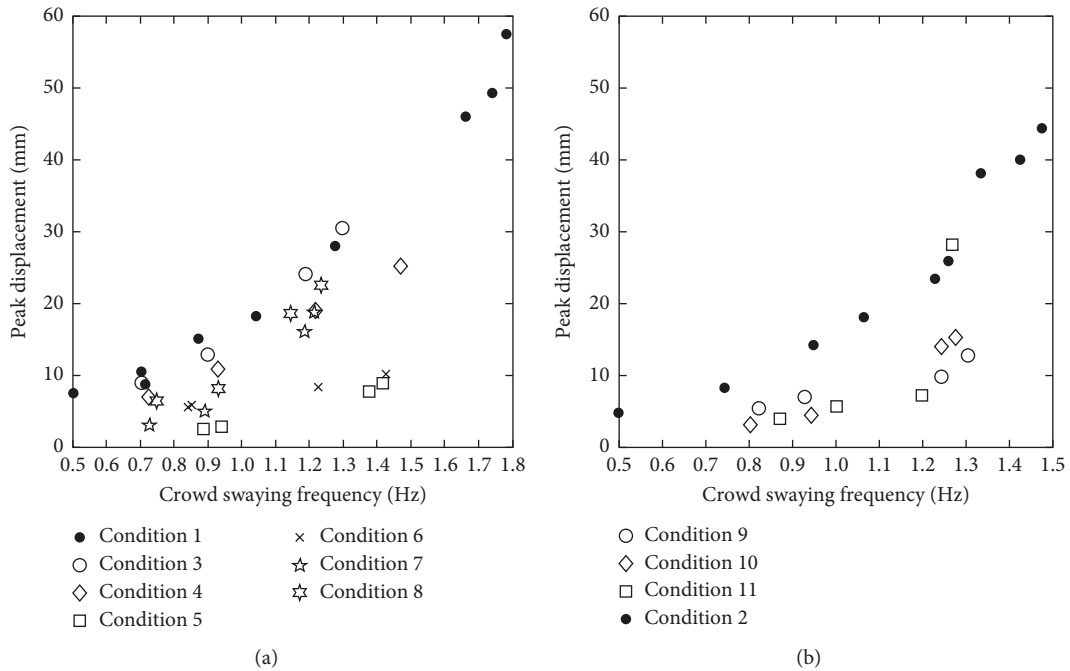 60
50
40
30
20
10
0
Peak displacement (mm)
0.5 0.6 0.7 0.8 0.9 1.0 1.1 1.2 1.3 1.4 1.5 1.6 1.7 1.8
Crowd swaying frequency (Hz)
Condition 1
Condition 3
Condition 4
Condition 5
Condition 6
Condition 7
Condition 8
(a)
60
50
40
30
20
10
0
Peak displacement (mm)
0.5 0.6 0.7 0.8 0.9 1.0 1.1 1.2 1.3 1.4 1.5
Crowd swaying frequency (Hz)
Condition 9
Condition 10
Condition 11
Condition 2
(b)